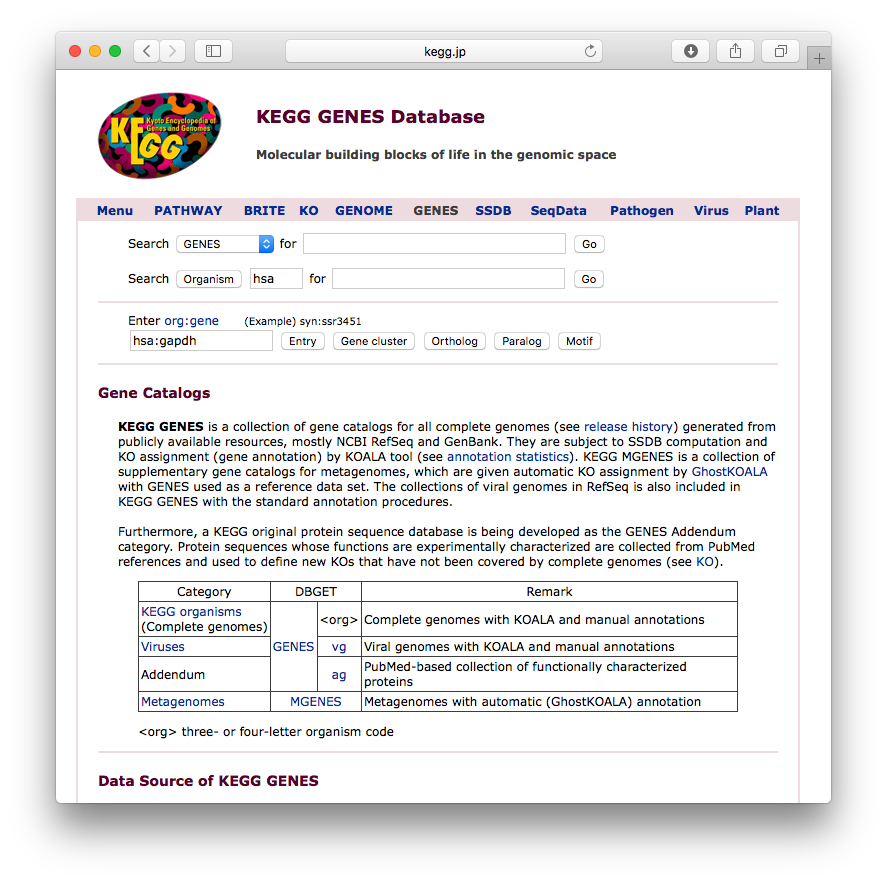 kegg.jp
KEGG
Kyoto Encyclopedia of
Genes and Genomes
KEGG GENES Database
Molecular building blocks of life in the genomic space
Menu PATHWAY BRITE KO GENOME GENES SSDB SeqData Pathogen Virus Plant
Search GENES for Go
Search Organism hsa for Go
Enter org:gene (Example) syn:ssr3451
hsa:gapdh Entry Gene cluster Ortholog Paralog Motif
Gene Catalogs
KEGG GENES is a collection of gene catalogs for all complete genomes (see release history) generated from
publicly available resources, mostly NCBI RefSeq and GenBank. They are subject to SSDB computation and
KO assignment (gene annotation) by KOALA tool (see annotation statistics). KEGG MGENES is a collection of
supplementary gene catalogs for metagenomes, which are given automatic KO assignment by GhostKOALA
with GENES used as a reference data set. The collections of viral genomes in RefSeq is also included in
KEGG GENES with the standard annotation procedures.
Furthermore, a KEGG original protein sequence database is being developed as the GENES Addendum
category. Protein sequences whose functions are experimentally characterized are collected from PubMed
references and used to define new KOs that have not been covered by complete genomes (see KO).
Category DBGET Remark
KEGG organisms
(Complete genomes) <org> Complete genomes with KOALA and manual annotations
Viruses GENES vg Viral genomes with KOALA and manual annotations
Addendum ag PubMed-based collection of functionally characterized
proteins
Metagenomes MGENES Metagenomes with automatic (GhostKOALA) annotation
<org> three- or four-letter organism code
Data Source of KEGG GENES